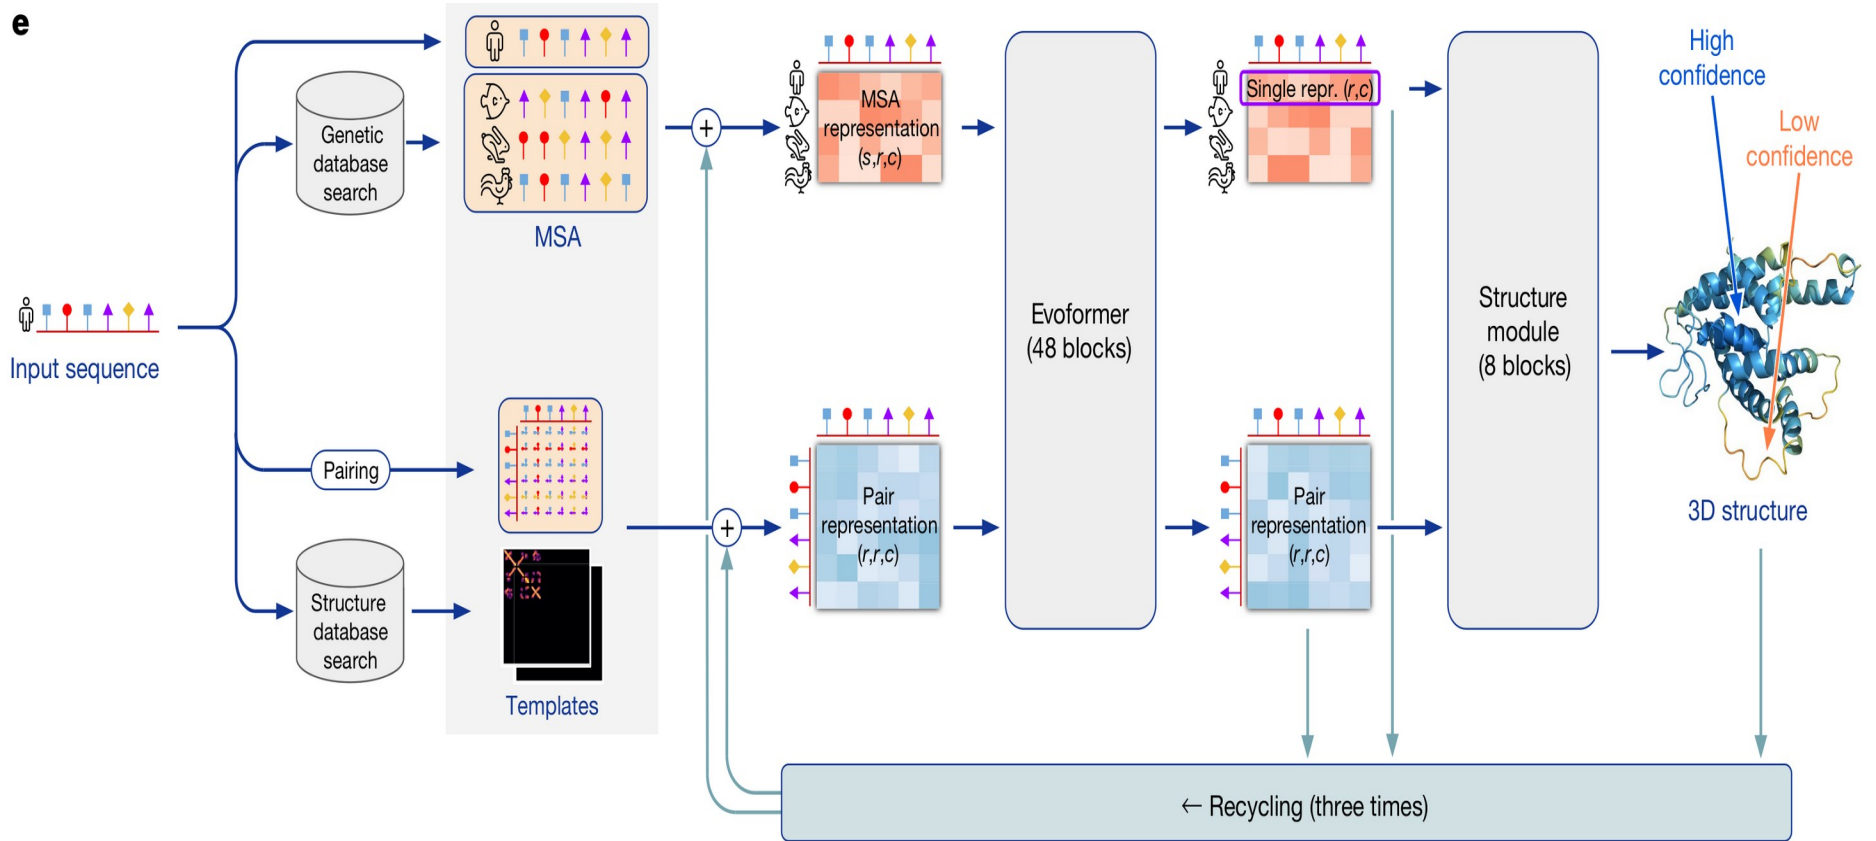 e
Input sequence
Genetic
database
search
Pairing
Structure
database
search
MSA
Templates
+
+
MSA
representation
(s,r,c)
Pair
representation
(r,r,c)
Evoformer
(48 blocks)
Single repr. (r,c)
Pair
representation
(r,r,c)
Structure
module
(8 blocks)
High
confidence
Low
confidence
3D structure
← Recycling (three times)